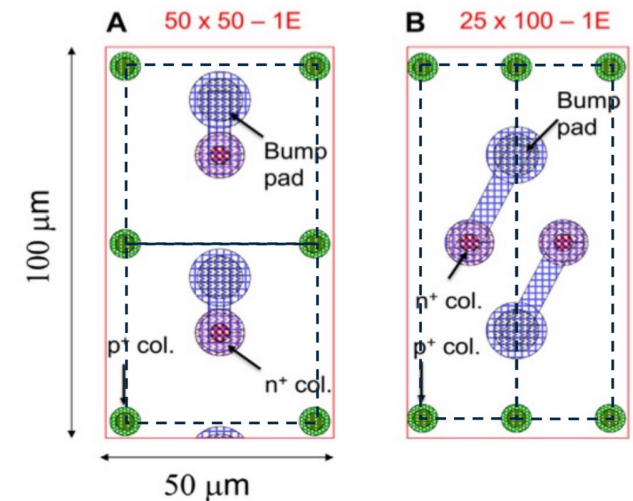 A
50 x 50 – 1E
B
25 x 100 – 1E
Bump
pad
Bump
pad
100 μm
n⁺ col.
p⁺ col.
p⁺ col.
n⁺ col.
50 μm